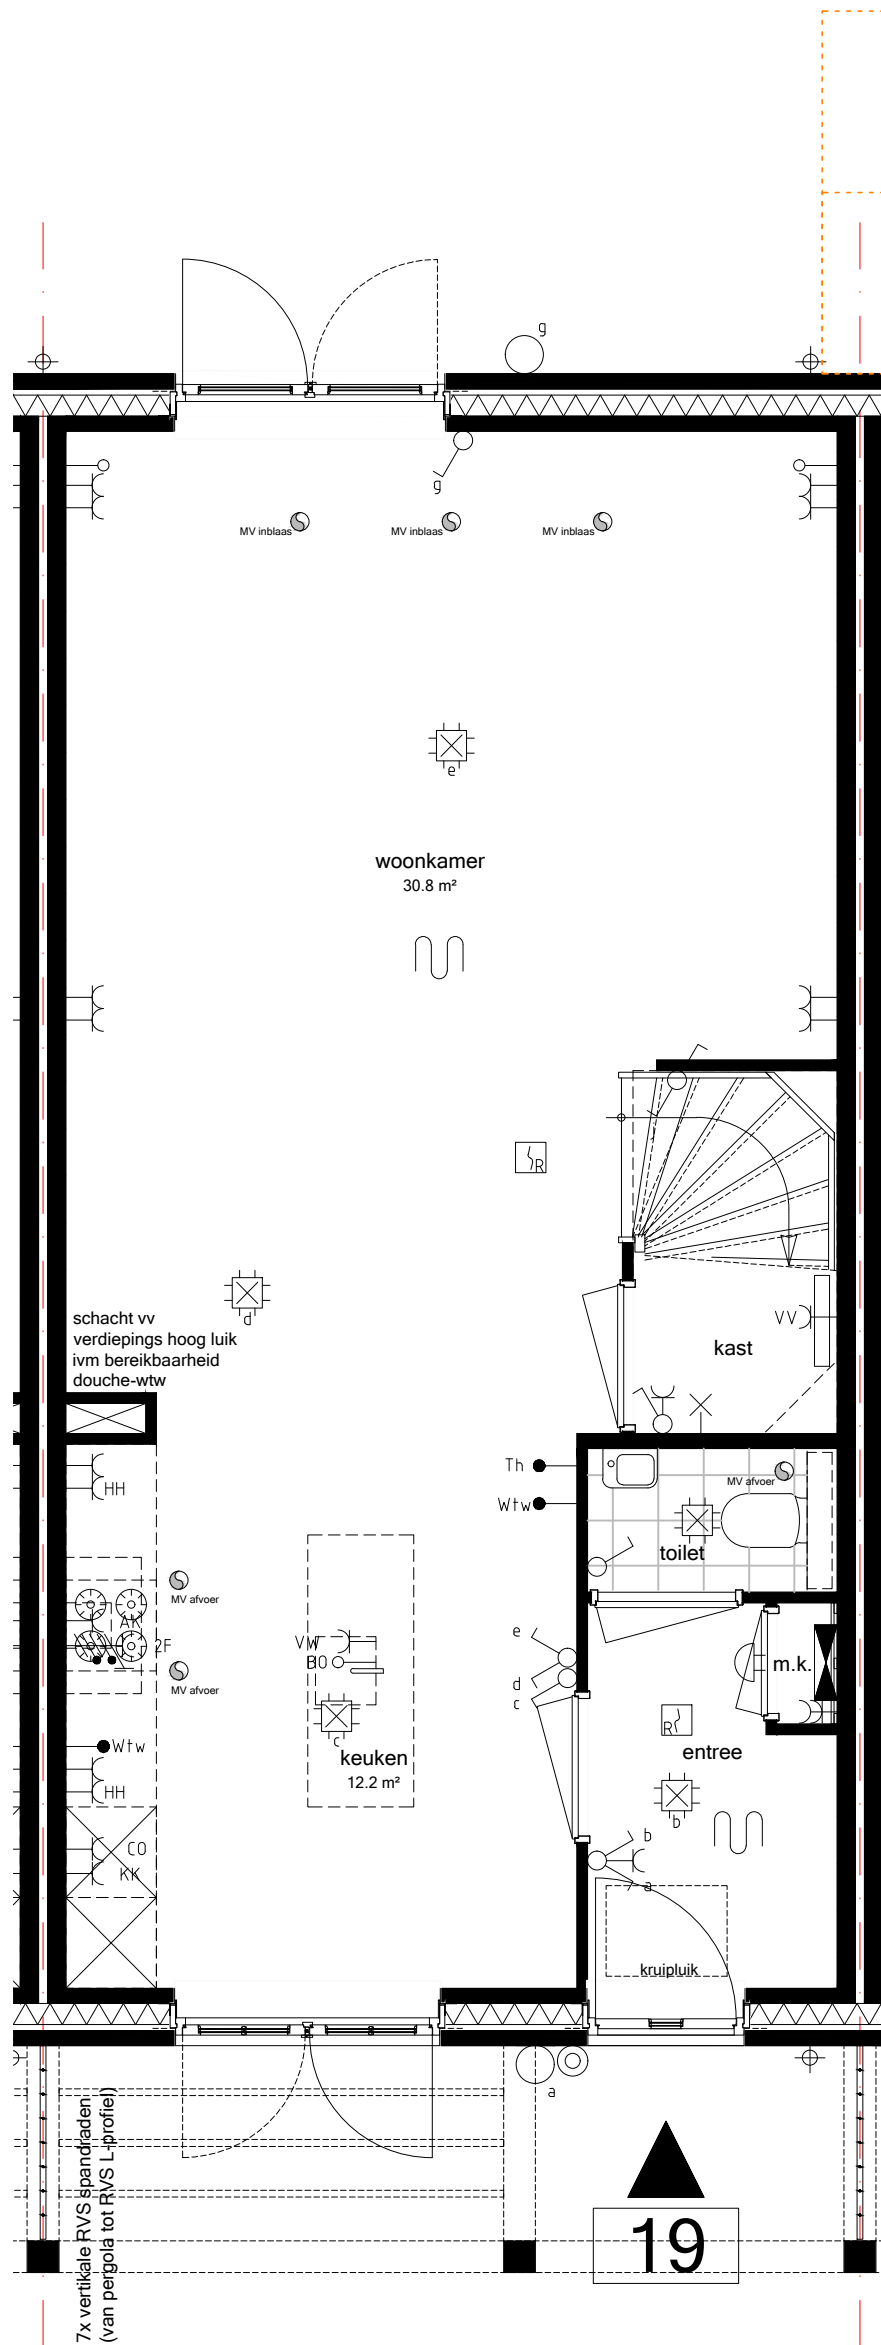 g
g
MV inblaas MV inblaas MV inblaas
e
woonkamer
30.8 m²
R
d
schacht vv
verdiepings hoog luik
ivm bereikbaarheid
douche-wtw
VV
kast
Th
HH
MV afvoer
Wtw
toilet
MV afvoer
AK
2F
e
VW
BO
d
c
m.k.
MV afvoer
R
c
Wtw
keuken
entree
12.2 m²
HH
b
b
CO
KK
a
kruipluik
a
7x vertikale RVS spandraden
(van pergola tot RVS L-profiel)
19